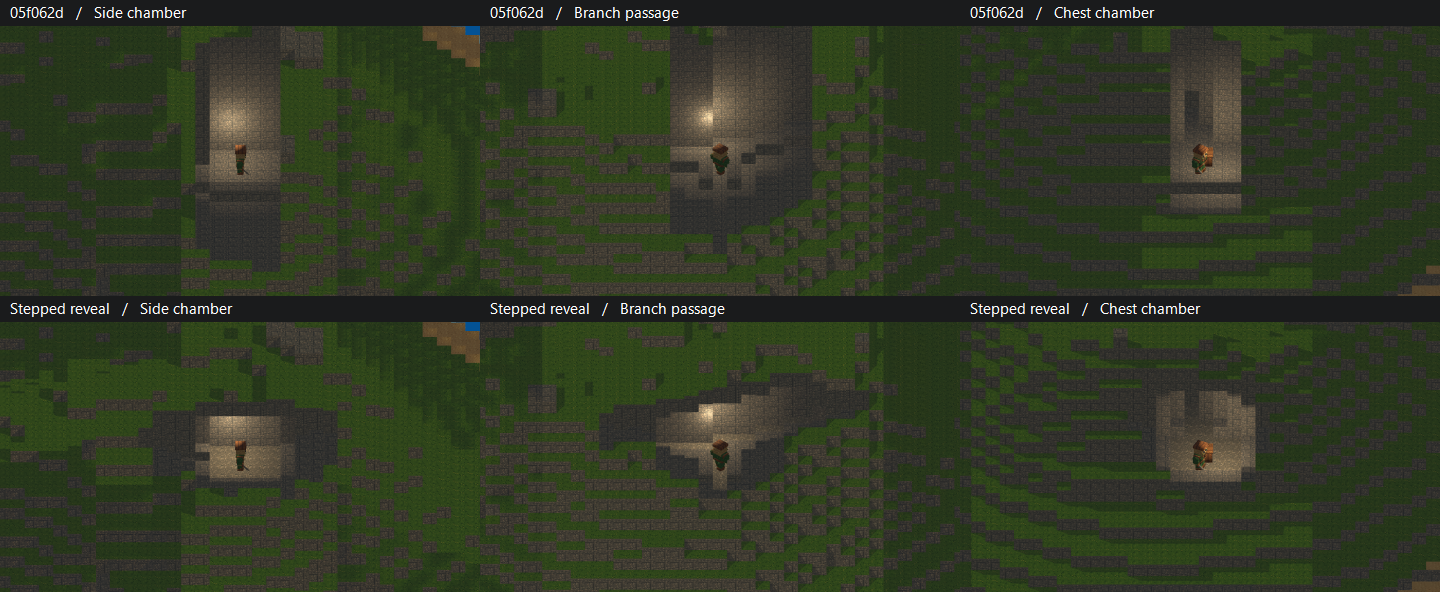 05f062d / Side chamber
05f062d / Branch passage
05f062d / Chest chamber
Stepped reveal / Side chamber
Stepped reveal / Branch passage
Stepped reveal / Chest chamber